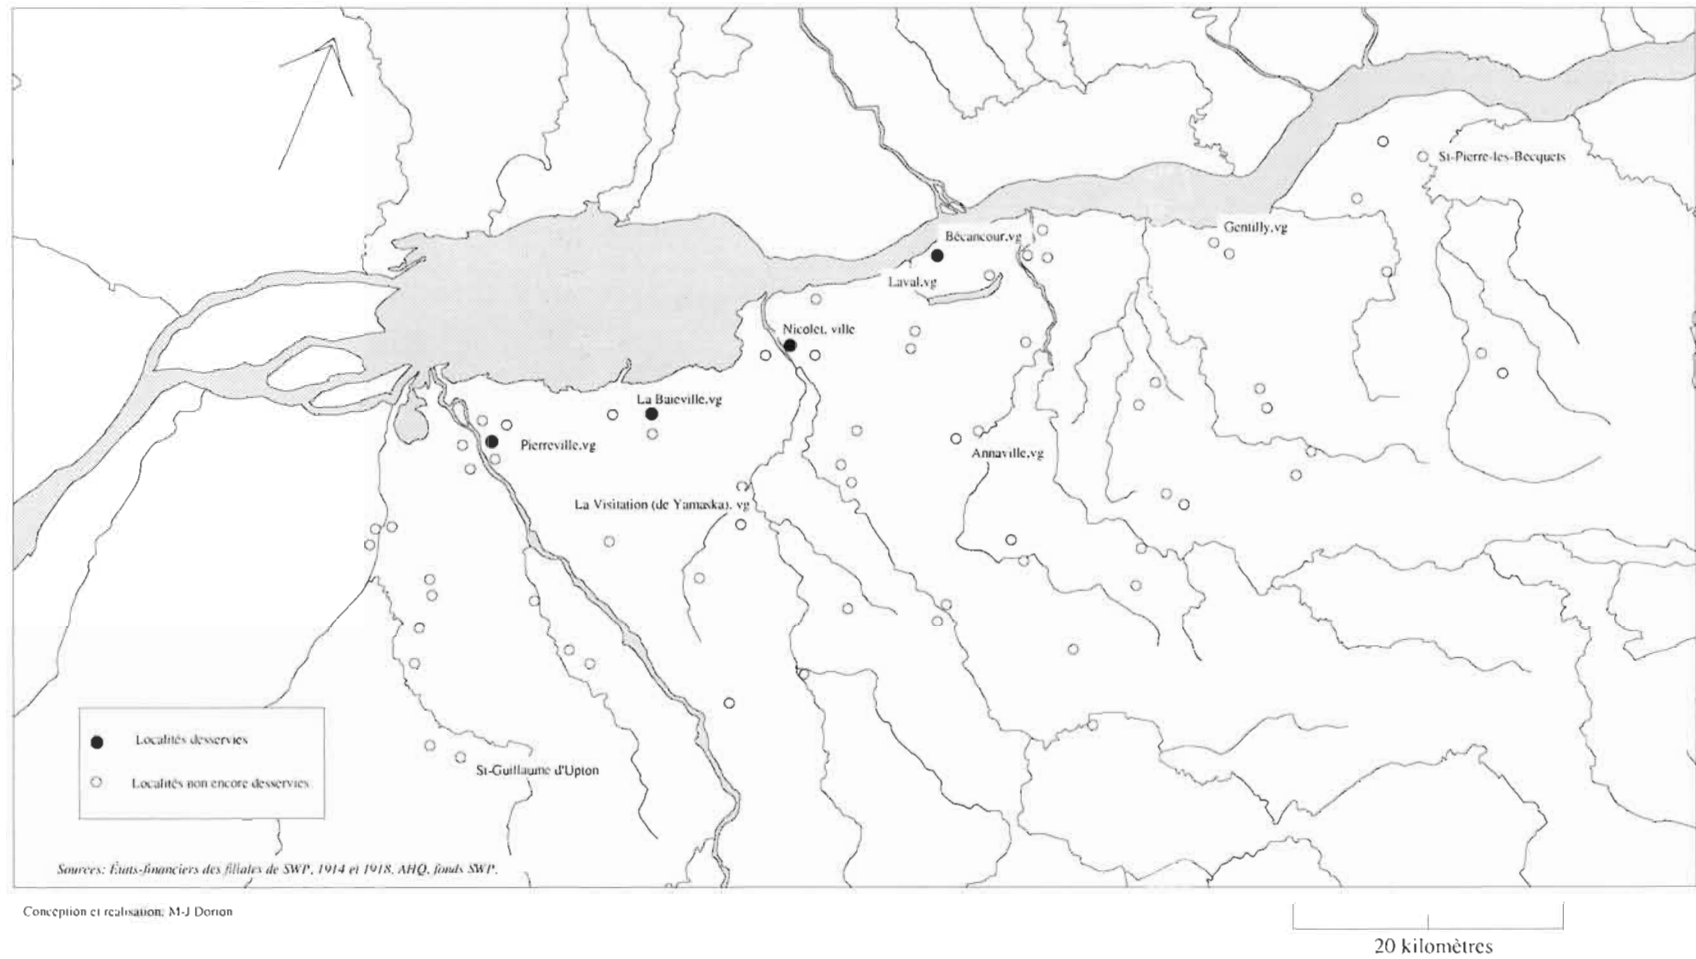 St-Pierre-les-Becquets
Gentilly.vg
Bécancour.vg
Laval.vg
Nicolet. ville
La Baieville.vg
Pierreville.vg
Annaville.vg
La Visitation (de Yamaska). vg
Localités desservies
Localités non encore desservies
St-Guillaume d'Upton
Sources: États-financiers des filiales de SWP, 1914 et 1918, AHQ, fonds SWP.
Conception et realisation: M-J Dorion
20 kilomètres